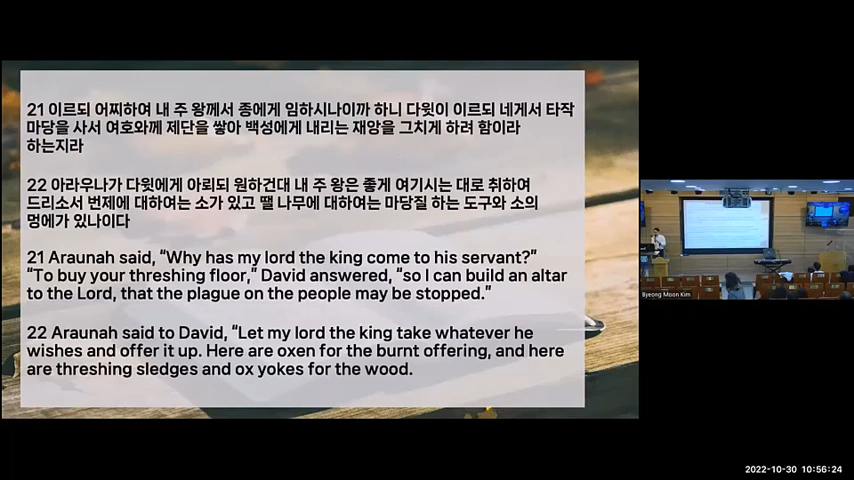 21 이르되 어찌하여 내 주 왕께서 종에게 임하시나이까 하니 다윗이 이르되 네게서 타작
마당을 사서 여호와께 제단을 쌓아 백성에게 내리는 재앙을 그치게 하려 함이라
하는지라
22 아라우나가 다윗에게 아뢰되 원하건대 내 주 왕은 좋게 여기시는 대로 취하여
드리소서 번제에 대하여는 소가 있고 땔 나무에 대하여는 마당질 하는 도구와 소의
멍에가 있나이다
21 Araunah said, “Why has my lord the king come to his servant?”
“To buy your threshing floor,” David answered, “so I can build an altar
to the Lord, that the plague on the people may be stopped.”
22 Araunah said to David, “Let my lord the king take whatever he
wishes and offer it up. Here are oxen for the burnt offering, and here
are threshing sledges and ox yokes for the wood.
Byeong Moon Kim
2022-10-30 10:56:24